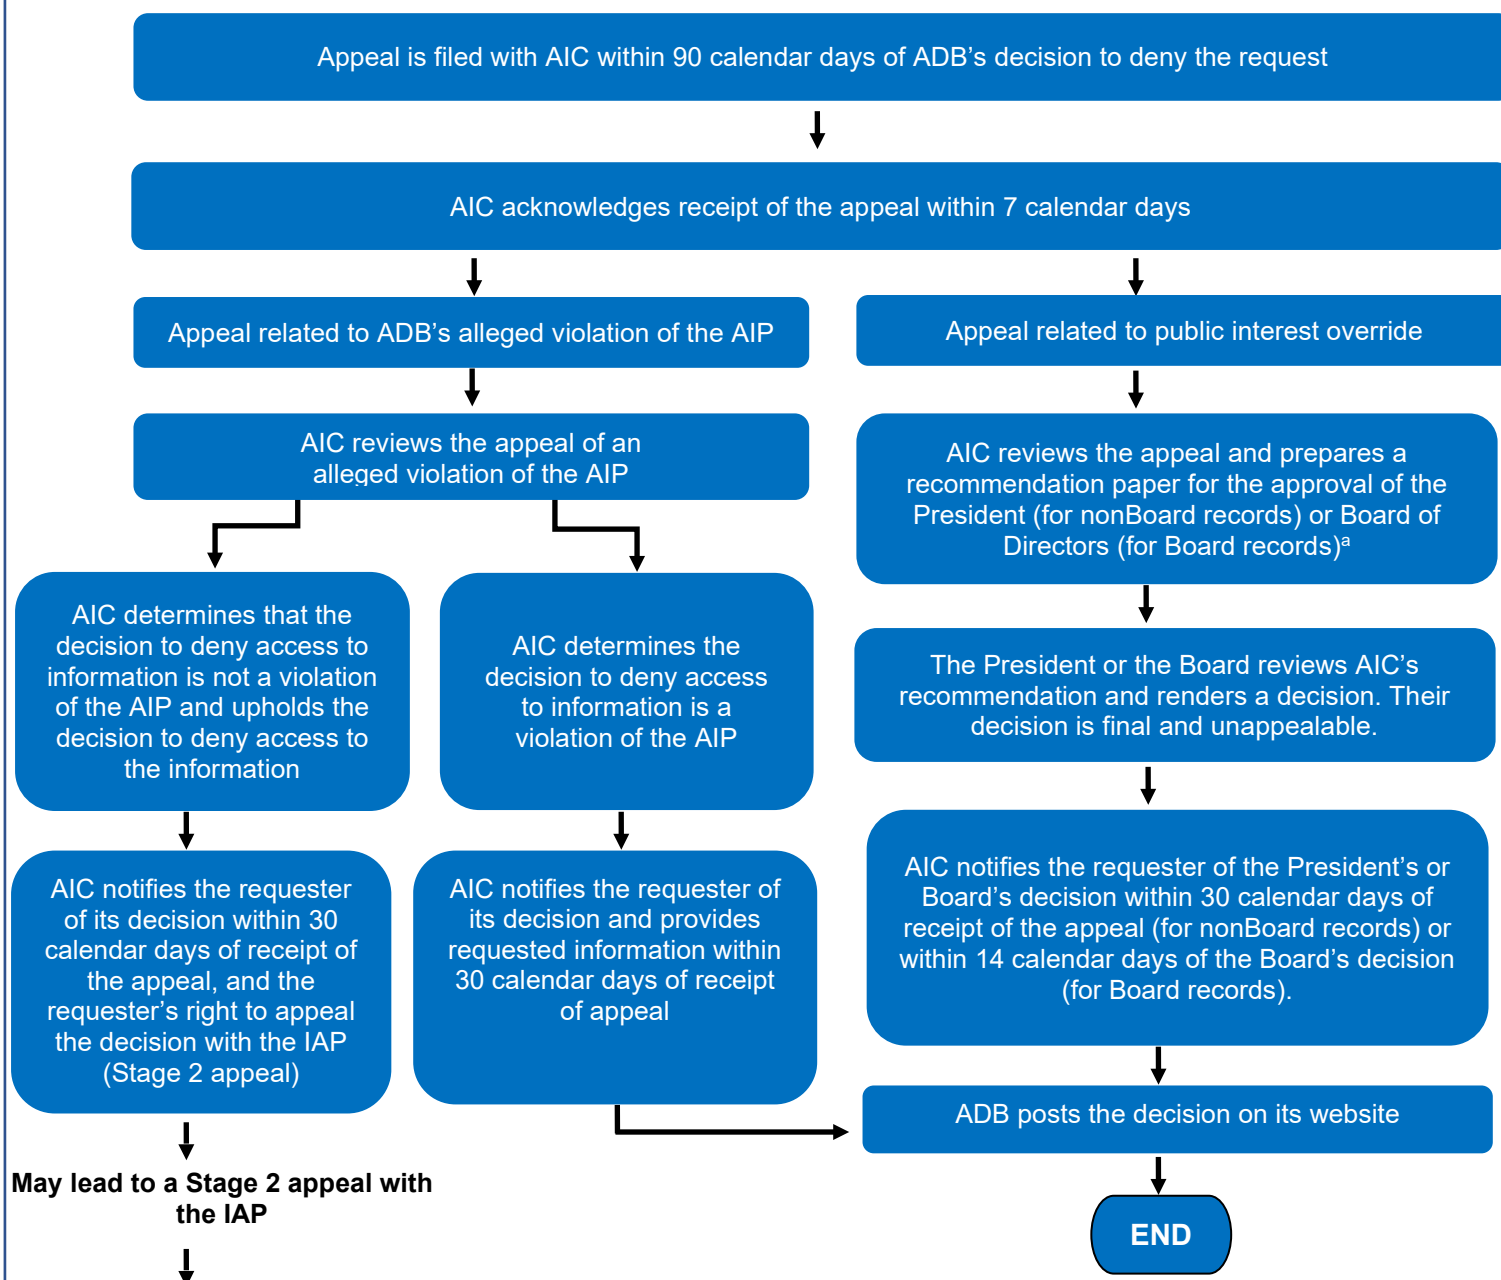 Appeal is filed with AIC within 90 calendar days of ADB’s decision to deny the request
AIC acknowledges receipt of the appeal within 7 calendar days
Appeal related to ADB’s alleged violation of the AIP
AIC reviews the appeal of an
alleged violation of the AIP
AIC determines that the
decision to deny access to
information is not a violation
of the AIP and upholds the
decision to deny access to
the information
AIC notifies the requester
of its decision within 30
calendar days of receipt of
the appeal, and the
requester’s right to appeal
the decision with the IAP
(Stage 2 appeal)
May lead to a Stage 2 appeal with
the IAP
AIC determines the
decision to deny access
to information is a
violation of the AIP
AIC notifies the requester of
its decision and provides
requested information within
30 calendar days of receipt
of appeal
Appeal related to public interest override
AIC reviews the appeal and prepares a
recommendation paper for the approval of the
President (for nonBoard records) or Board of
Directors (for Board records)ᵃ
The President or the Board reviews AIC’s
recommendation and renders a decision. Their
decision is final and unappealable.
AIC notifies the requester of the President’s or
Board’s decision within 30 calendar days of
receipt of the appeal (for nonBoard records) or
within 14 calendar days of the Board’s decision
(for Board records).
ADB posts the decision on its website
END